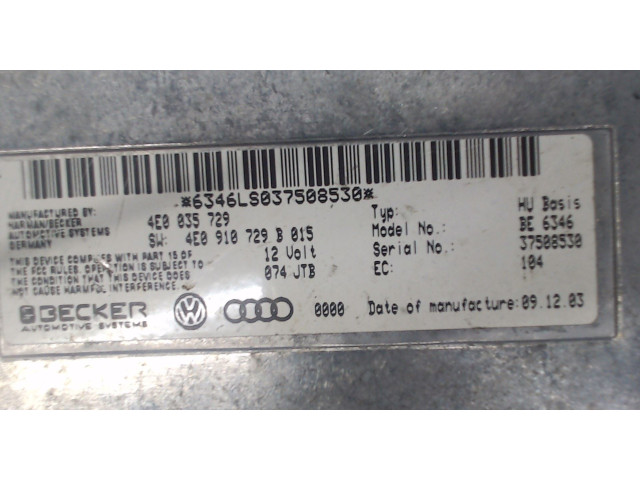 *6346LS037508530*
MANUFACTURED BY:
HARMAN/BECKER
AUTOMOTIVE SYSTEMS
GERMANY
4E0 035 729
SW: 4E0 910 729 B 015
12 Volt
074 JTB
THIS DEVICE COMPLIES WITH PART 15 OF
THE FCC RULES. OPERATION IS SUBJECT TO
THE CONDITION THAT THIS DEVICE DOES
NOT CAUSE HARMFUL INTERFERENCE.
Typ: HU Basis
Model No.: BE 6346
Serial No.: 37508530
EC: 104
BECKER
AUTOMOTIVE SYSTEMS
0000
Date of manufacture: 09.12.03